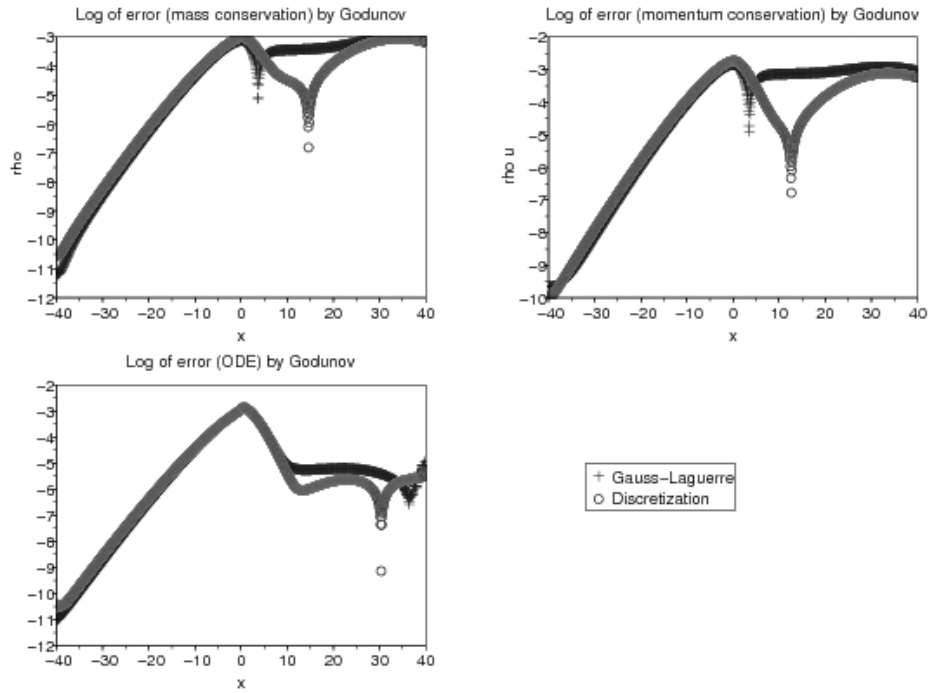 Log of error (mass conservation) by Godunov
−3
−4
−5
−6
−7
−8
−9
−10
−11
−12
rho
−40 −30 −20 −10 0 10 20 30 40
x
Log of error (momentum conservation) by Godunov
−2
−3
−4
−5
−6
−7
−8
−9
−10
rho u
−40 −30 −20 −10 0 10 20 30 40
x
Log of error (ODE) by Godunov
−2
−3
−4
−5
−6
−7
−8
−9
−10
−11
−12
−40 −30 −20 −10 0 10 20 30 40
x
Gauss−Laguerre
Discretization